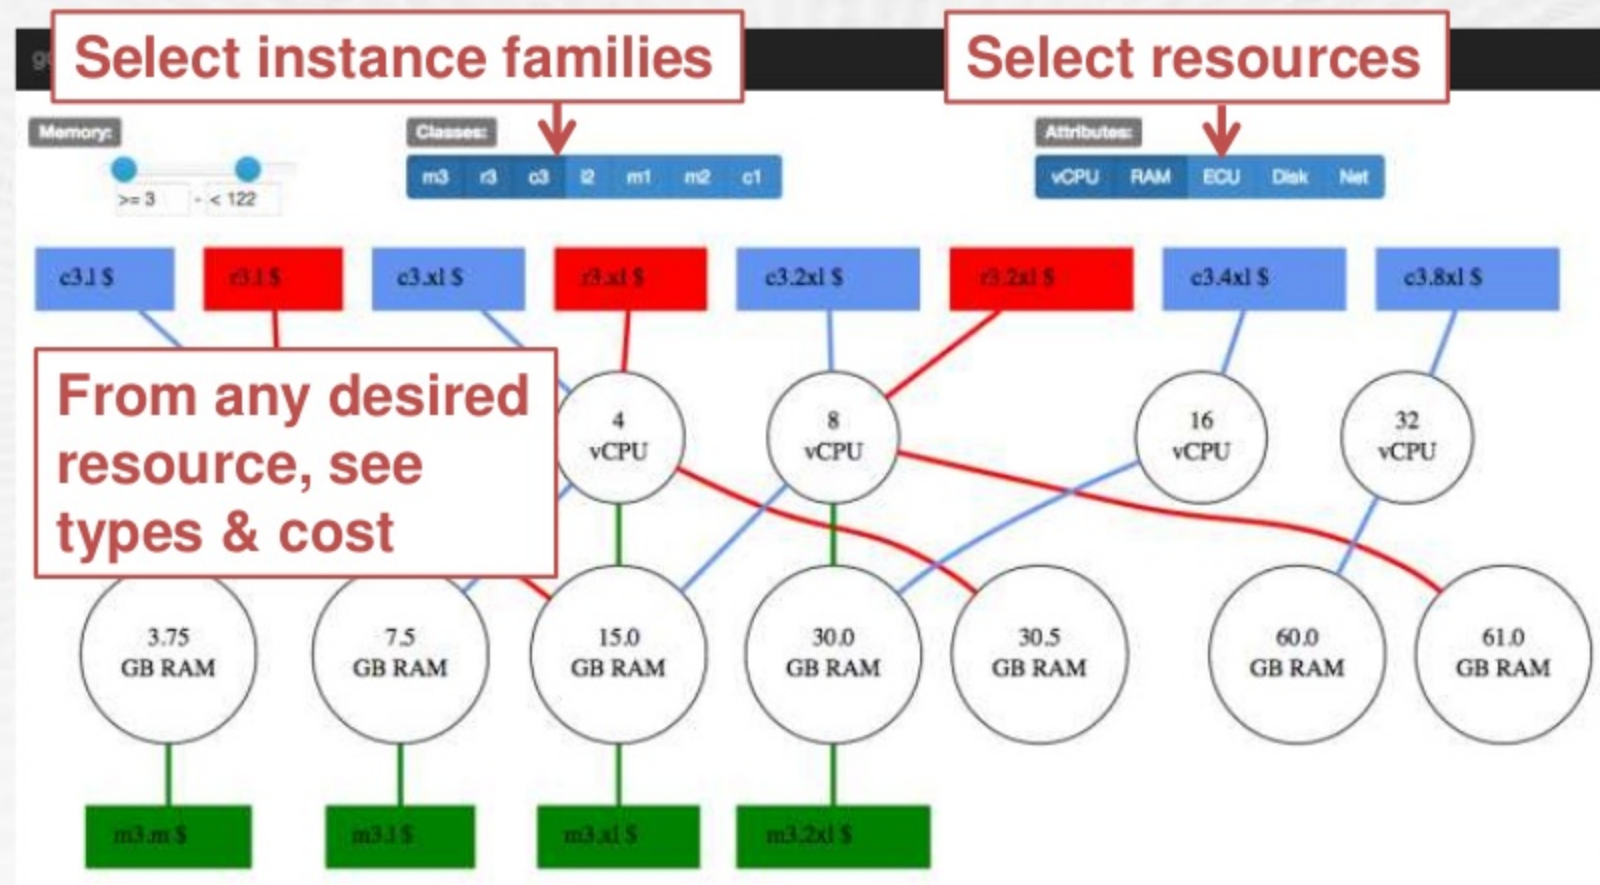 Select instance families
Select resources
Memory:
Classes:
Attributes:
m3 r3 c3 i2 m1 m2 c1
vCPU RAM ECU Disk Net
>= 3 - < 122
c3.l $ r3.l $ c3.xl $ r3.xl $ c3.2xl $ r3.2xl $ c3.4xl $ c3.8xl $
From any desired
resource, see
types & cost
4
vCPU
8
vCPU
16
vCPU
32
vCPU
3.75
GB RAM
7.5
GB RAM
15.0
GB RAM
30.0
GB RAM
30.5
GB RAM
60.0
GB RAM
61.0
GB RAM
m3.m $ m3.l $ m3.xl $ m3.2xl $